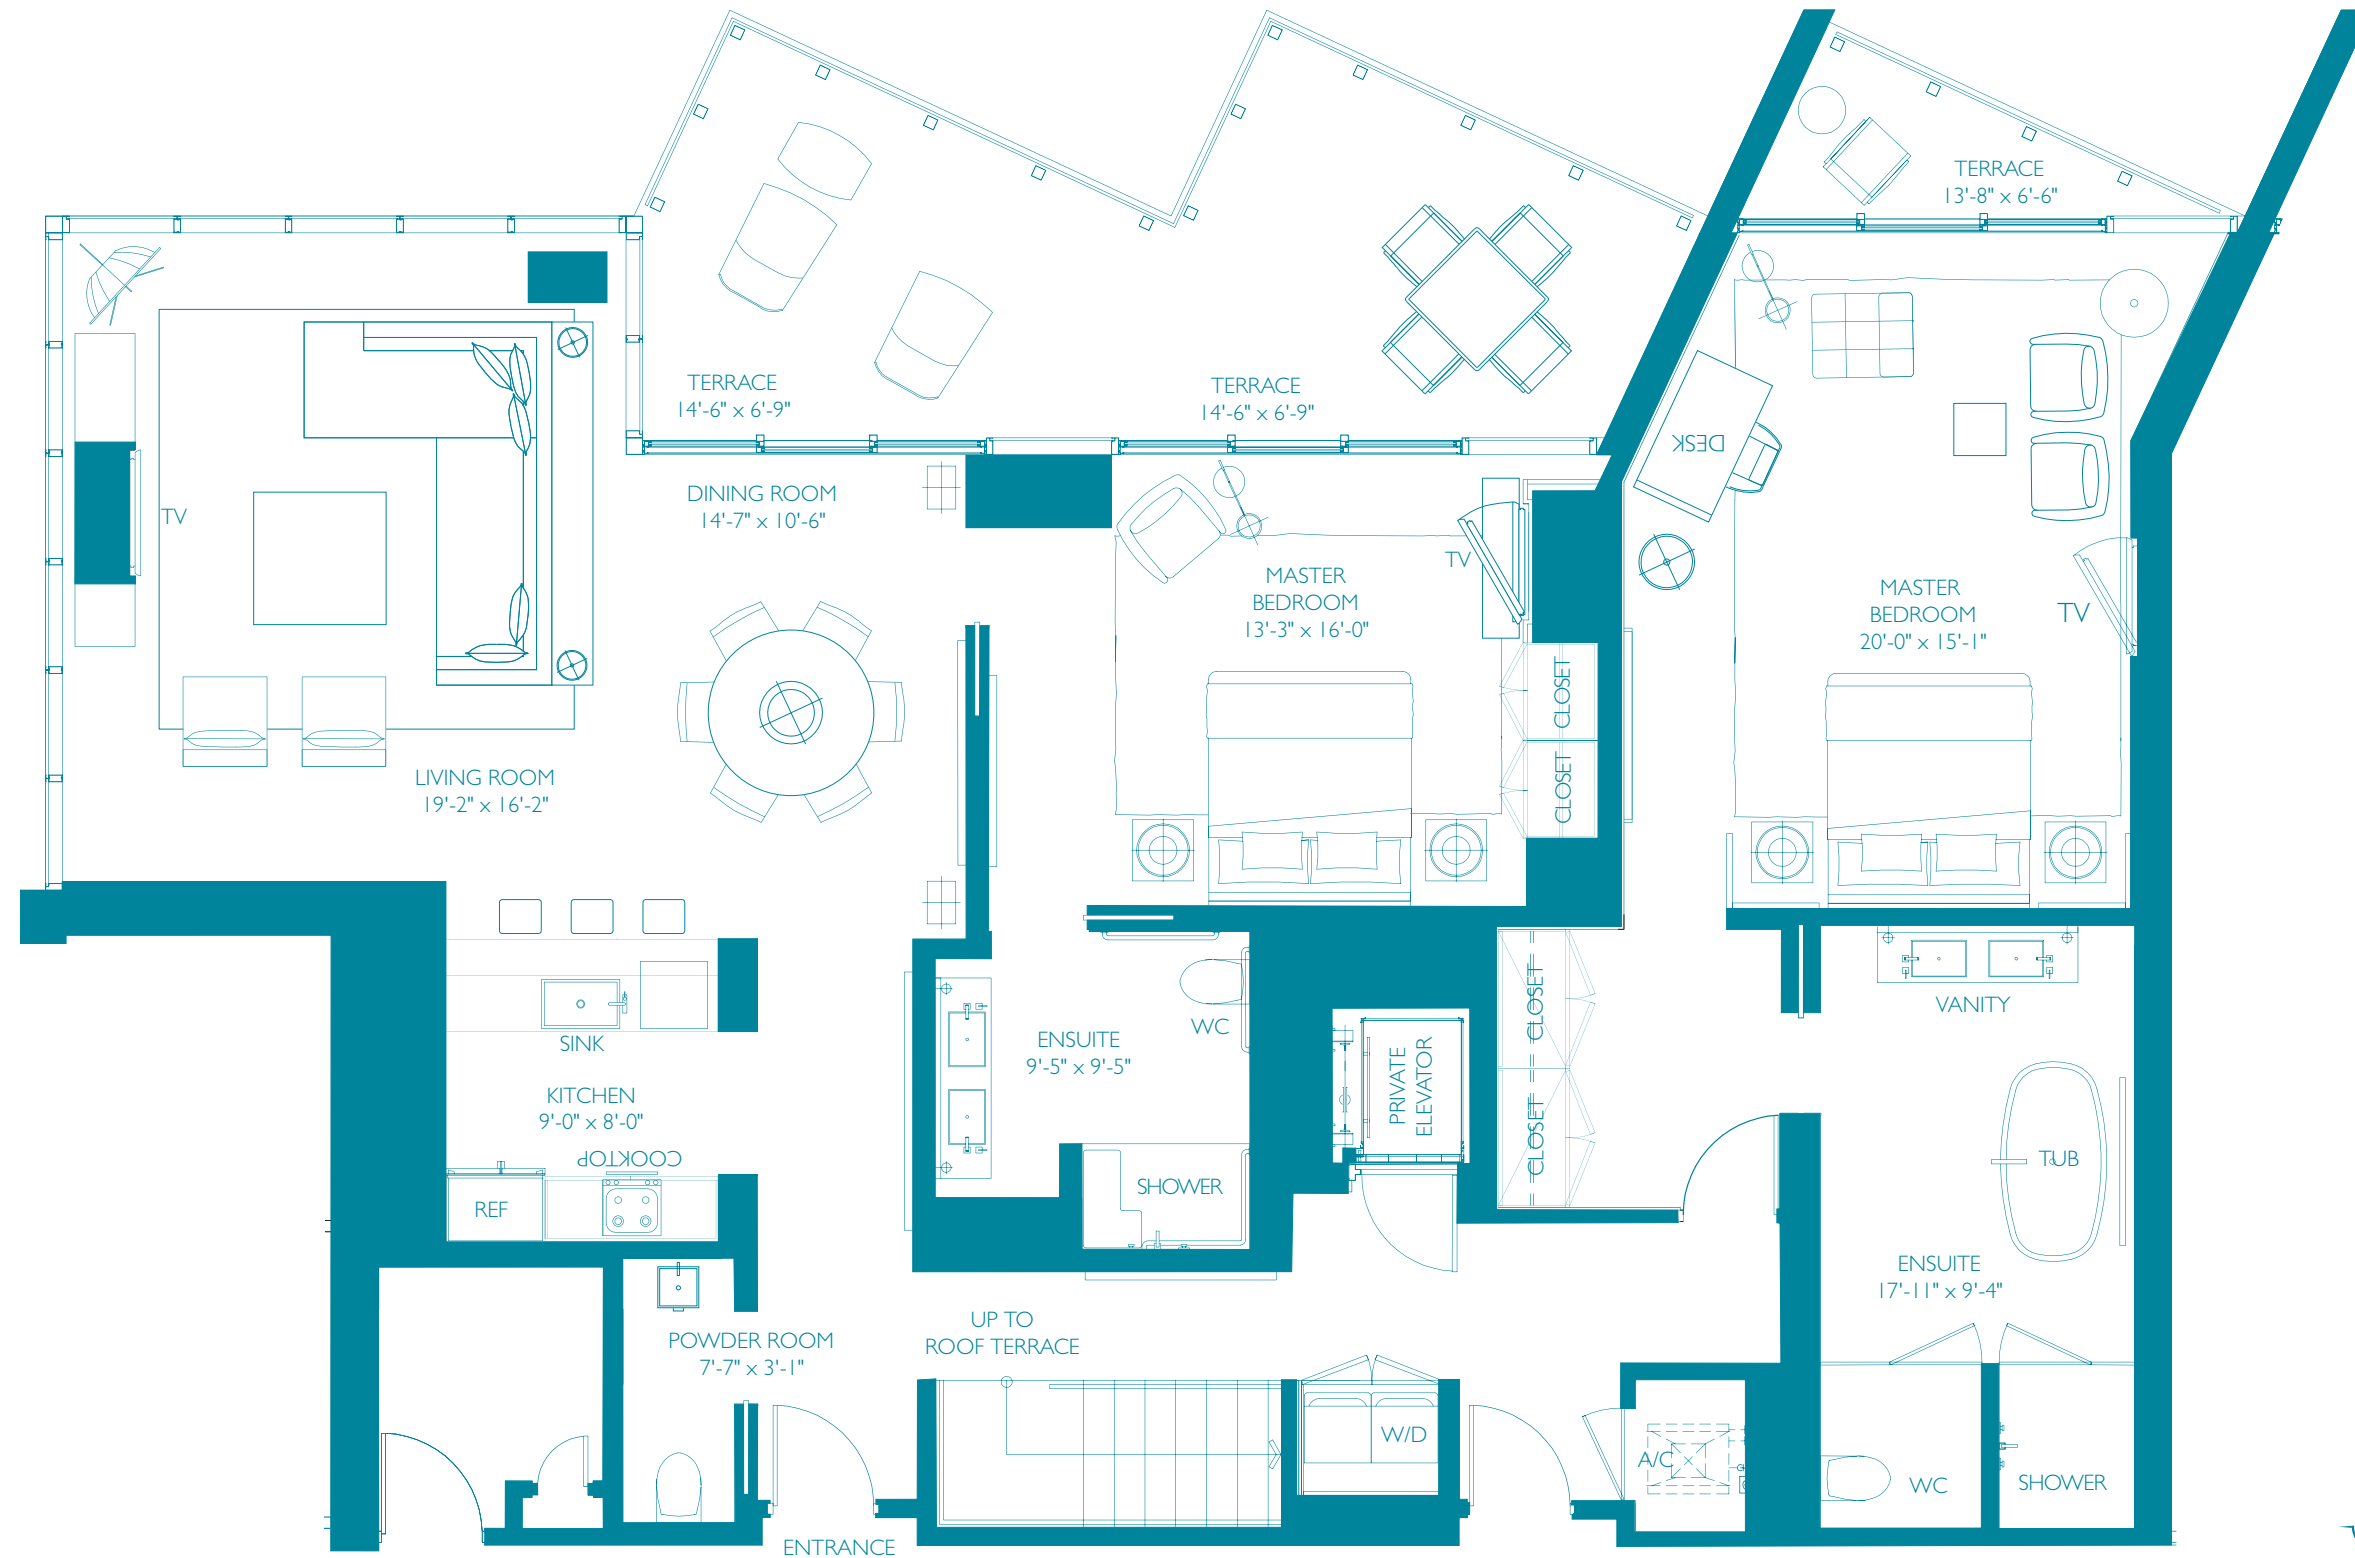 TERRACE
13'-8" x 6'-6"
TERRACE
14'-6" x 6'-9"
TERRACE
14'-6" x 6'-9"
DESK
DINING ROOM
14'-7" x 10'-6"
TV
TV
MASTER
BEDROOM
13'-3" x 16'-0"
MASTER
BEDROOM
20'-0" x 15'-1"
TV
CLOSET
CLOSET
LIVING ROOM
19'-2" x 16'-2"
SINK
KITCHEN
9'-0" x 8'-0"
COOKTOP
REF
ENSUITE
9'-5" x 9'-5"
WC
SHOWER
PRIVATE
ELEVATOR
CLOSET
CLOSET
VANITY
TUB
ENSUITE
17'-11" x 9'-4"
POWDER ROOM
7'-7" x 3'-1"
UP TO
ROOF TERRACE
W/D
A/C
WC
SHOWER
ENTRANCE